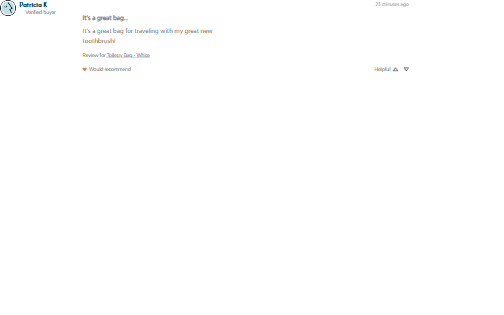 Patricia K
23 minutes ago
Verified Buyer
It's a great bag...
It's a great bag for traveling with my great new
toothbrush!
Review for Toiletry Bag - White
Would recommend
Helpful